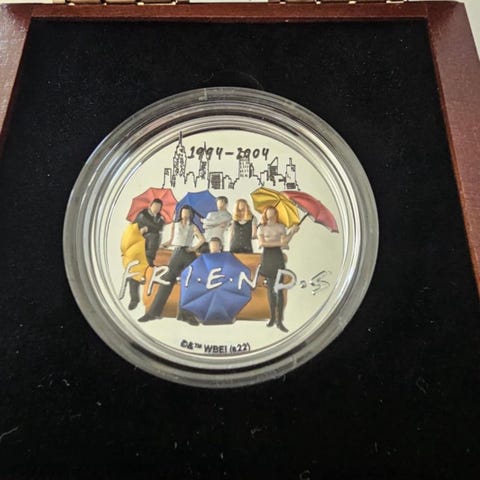 1994-2004
F·R·I·E·N·D·S
©&™ WBEI (s22)